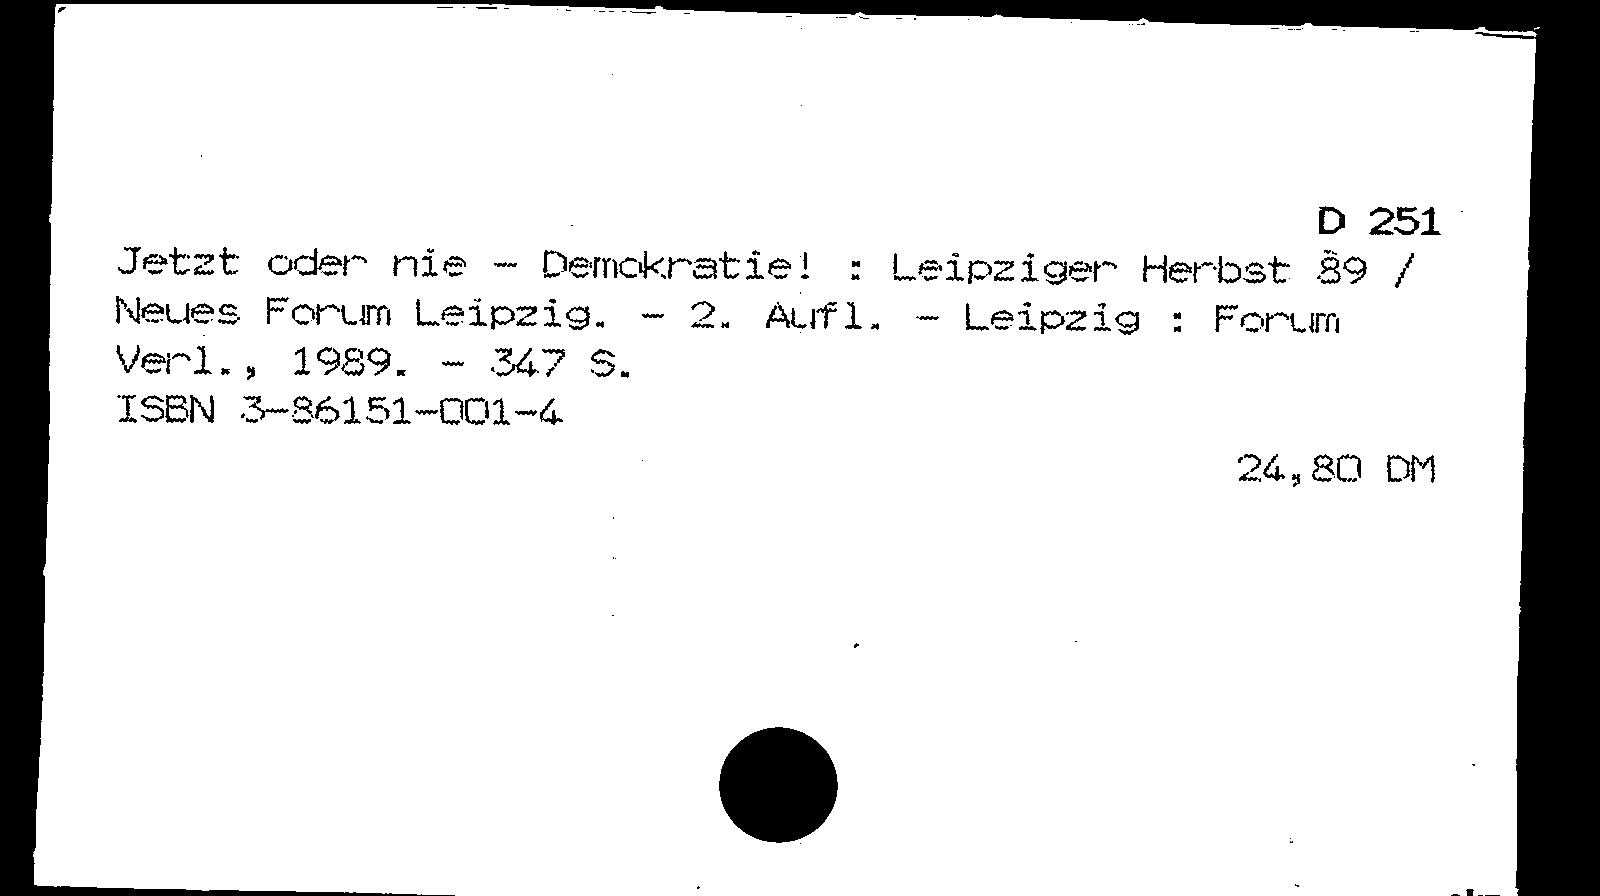 D 251
Jetzt oder nie - Demokratie! : Leipziger Herbst 89 /
Neues Forum Leipzig. - 2. Aufl. - Leipzig : Forum
Verl., 1989. - 347 S.
ISBN 3-86151-001-4
24,80 DM